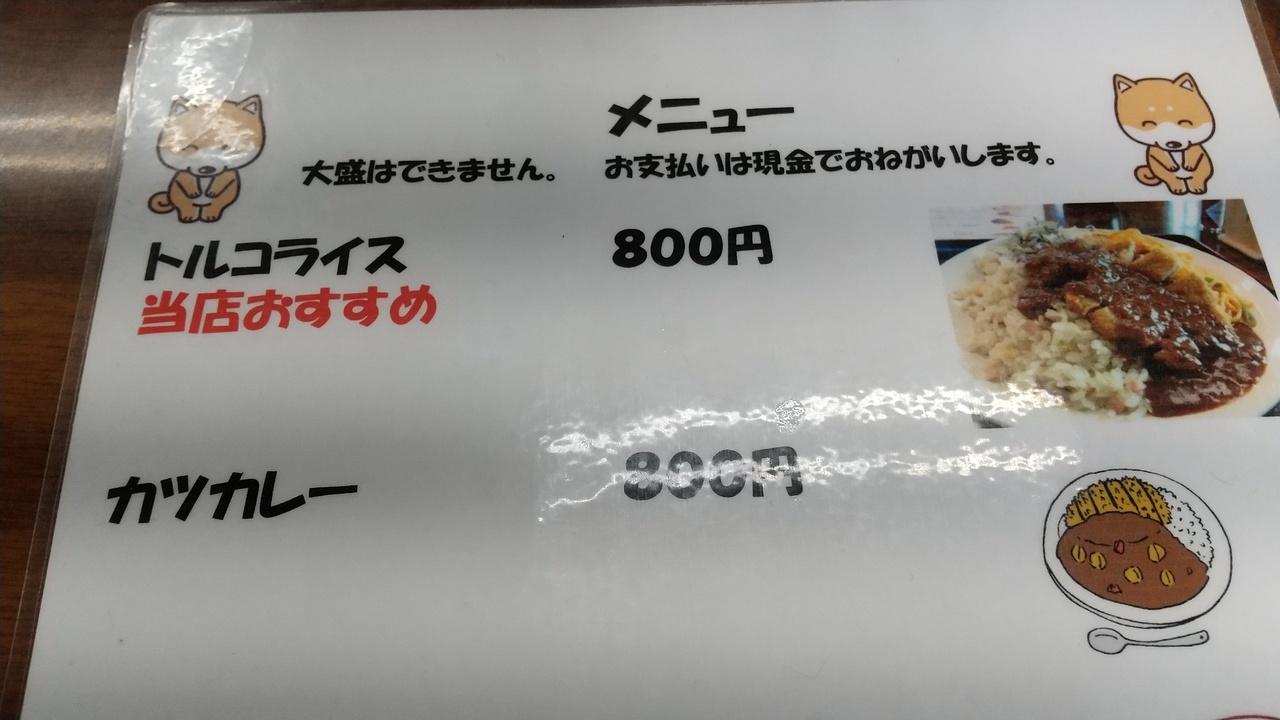 メニュー
大盛はできません。 お支払いは現金でおねがいします。
トルコライス 800円
当店おすすめ
カツカレー 800円